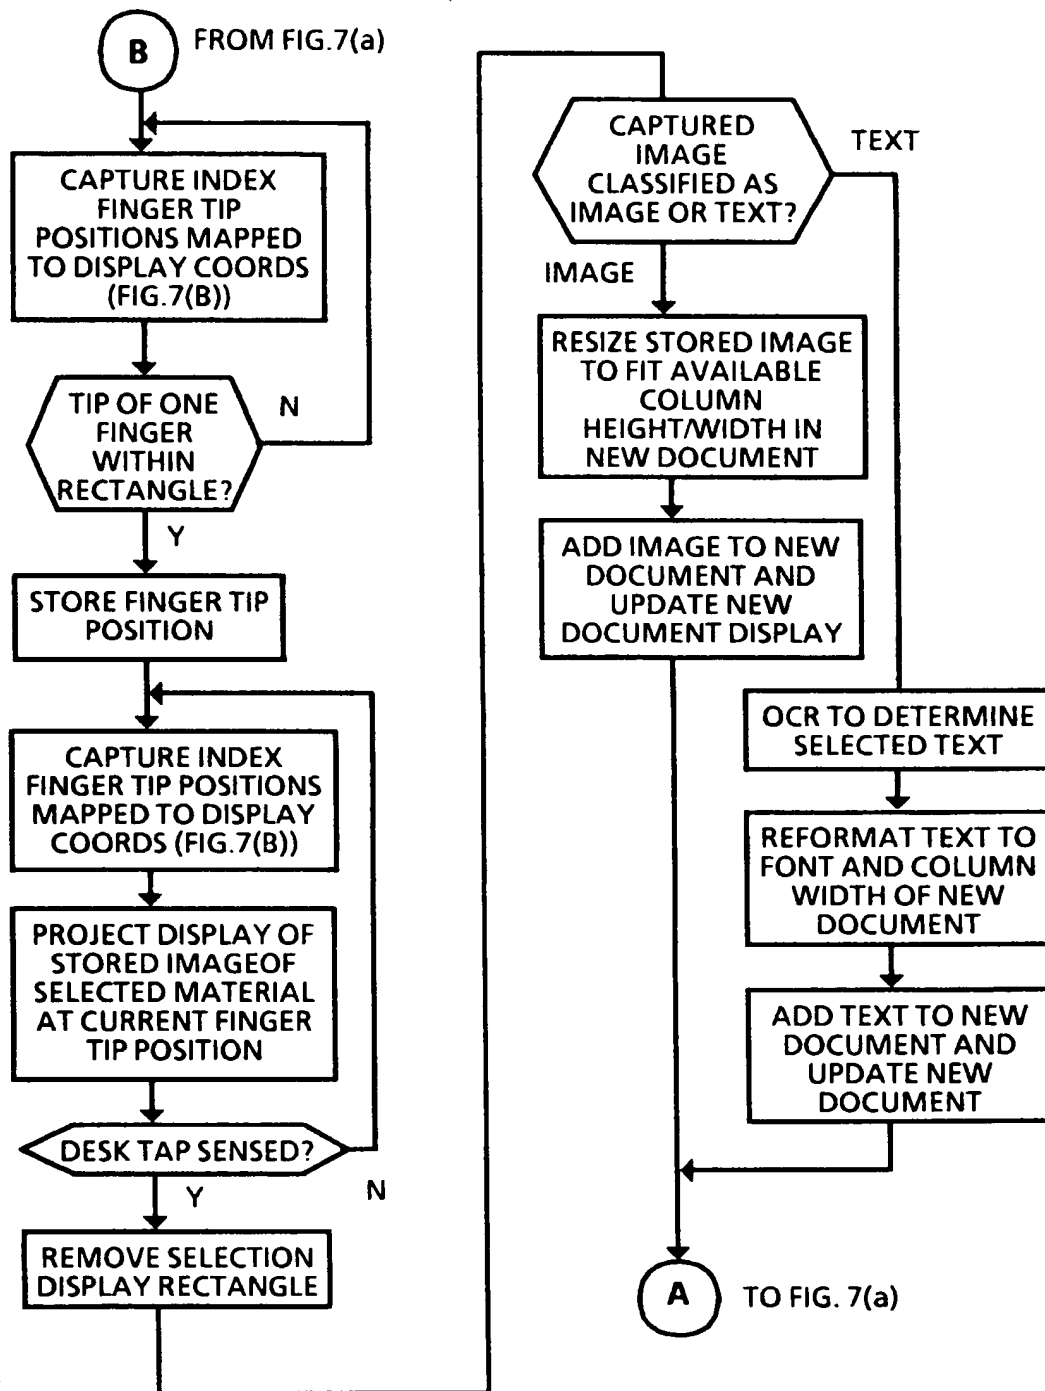 B
FROM FIG.7(a)
CAPTURE INDEX
FINGER TIP
POSITIONS MAPPED
TO DISPLAY COORDS
(FIG.7(B))
TIP OF ONE
FINGER
WITHIN
RECTANGLE?
N
Y
STORE FINGER TIP
POSITION
CAPTURE INDEX
FINGER TIP POSITIONS
MAPPED TO DISPLAY
COORDS (FIG.7(B))
PROJECT DISPLAY OF
STORED IMAGEOF
SELECTED MATERIAL
AT CURRENT FINGER
TIP POSITION
DESK TAP SENSED?
Y
N
REMOVE SELECTION
DISPLAY RECTANGLE
CAPTURED
IMAGE
CLASSIFIED AS
IMAGE OR TEXT?
TEXT
IMAGE
RESIZE STORED IMAGE
TO FIT AVAILABLE
COLUMN
HEIGHT/WIDTH IN
NEW DOCUMENT
ADD IMAGE TO NEW
DOCUMENT AND
UPDATE NEW
DOCUMENT DISPLAY
OCR TO DETERMINE
SELECTED TEXT
REFORMAT TEXT TO
FONT AND COLUMN
WIDTH OF NEW
DOCUMENT
ADD TEXT TO NEW
DOCUMENT AND
UPDATE NEW
DOCUMENT
A
TO FIG. 7(a)